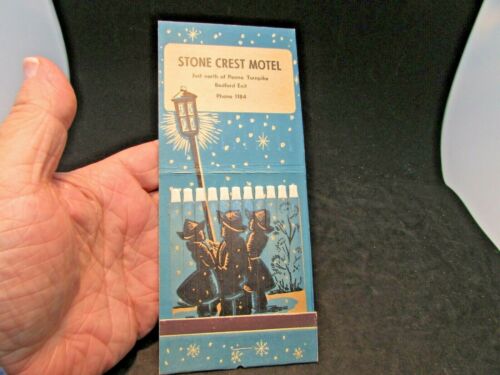 STONE CREST MOTEL
Just north of Penna Turnpike
Bedford Exit
Phone 1184